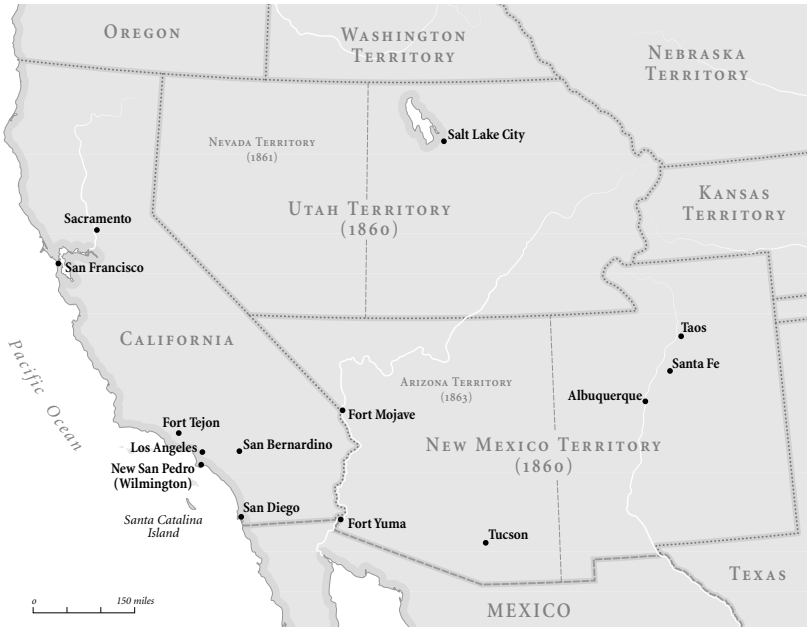 OREGON
WASHINGTON
TERRITORY
NEBRASKA
TERRITORY
NEVADA TERRITORY
(1861)
Salt Lake City
UTAH TERRITORY
(1860)
KANSAS
TERRITORY
Sacramento
San Francisco
CALIFORNIA
Pacific Ocean
Taos
Santa Fe
Albuquerque
ARIZONA TERRITORY
(1863)
Fort Mojave
NEW MEXICO TERRITORY
(1860)
Fort Tejon
Los Angeles
San Bernardino
New San Pedro
(Wilmington)
San Diego
Santa Catalina
Island
Fort Yuma
Tucson
TEXAS
MEXICO
0 150 miles